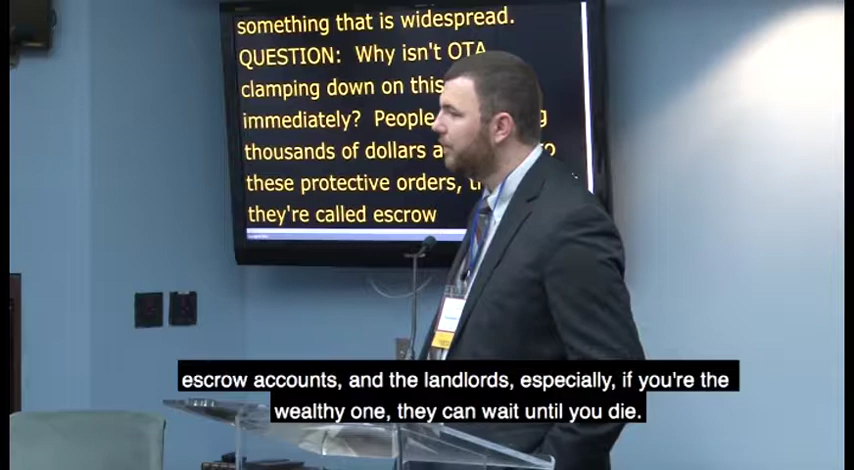 something that is widespread.
QUESTION: Why isn't OTA
clamping down on this
immediately? People
thousands of dollars a
these protective orders,
they're called escrow
escrow accounts, and the landlords, especially, if you're the
wealthy one, they can wait until you die.